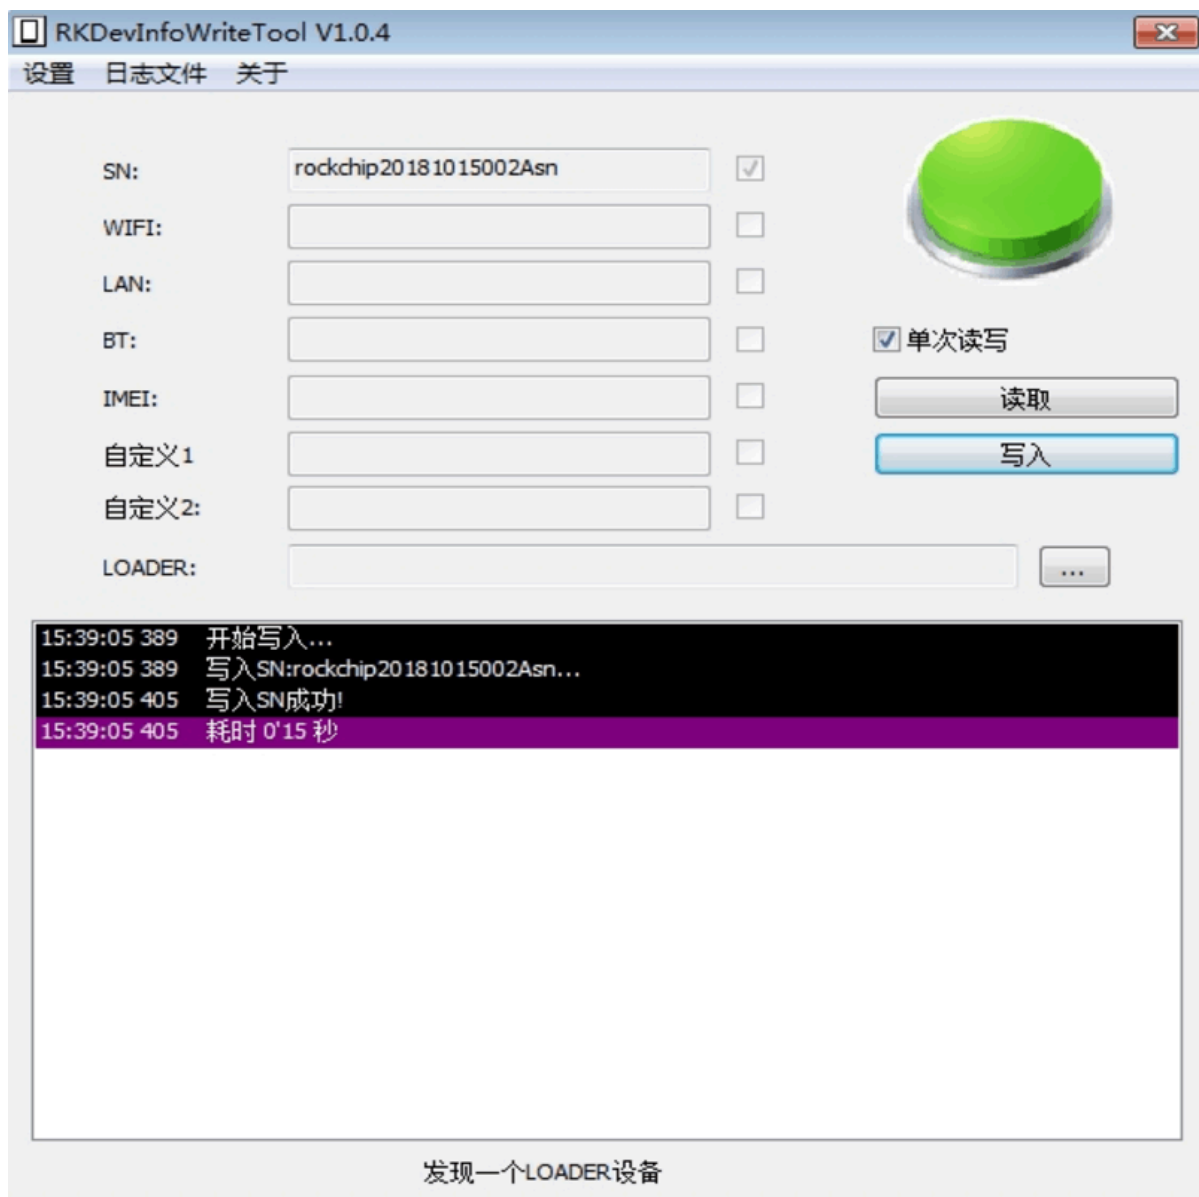 RKDevInfoWriteTool V1.0.4
设置 日志文件 关于
SN: rockchip20181015002Asn
WIFI:
LAN:
BT:
单次读写
IMEI:
读取
自定义1
写入
自定义2:
LOADER:
...
15:39:05 389 开始写入...
15:39:05 389 写入SN:rockchip20181015002Asn...
15:39:05 405 写入SN成功!
15:39:05 405 耗时 0'15 秒
发现一个LOADER设备